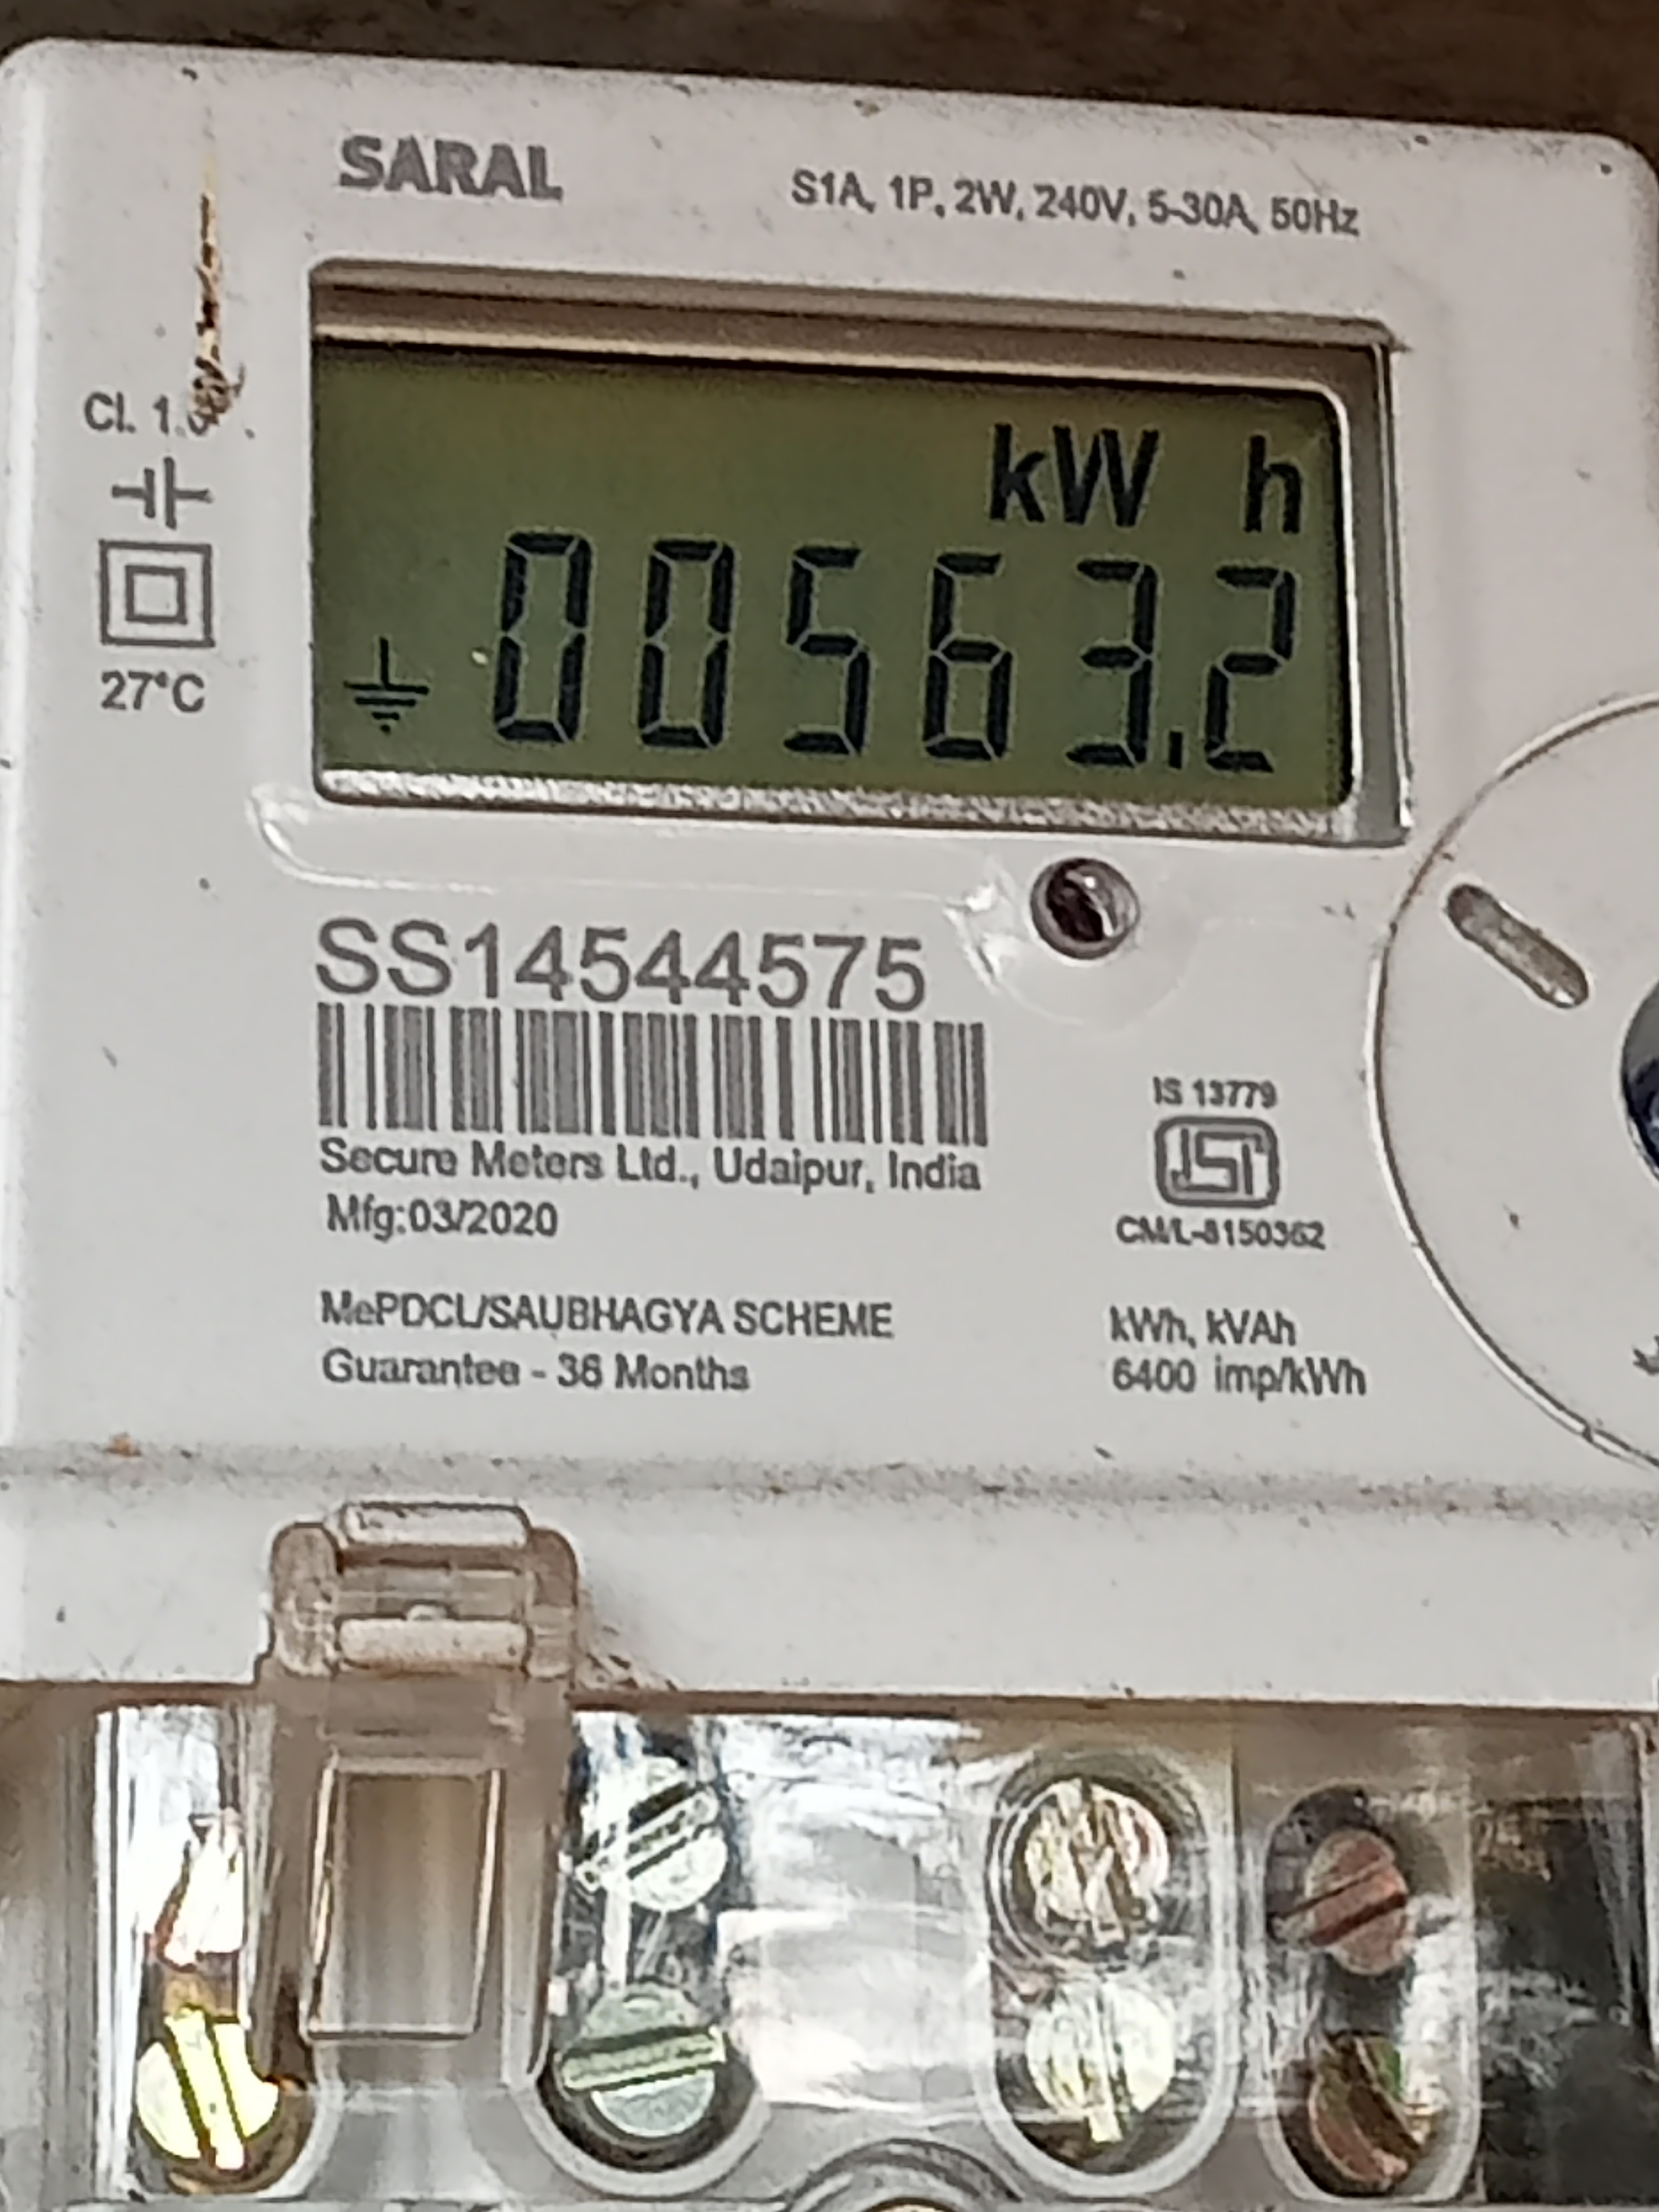 SARAL
S1A, 1P, 2W, 240V, 5-30A, 50Hz
Cl. 1.
27°C
kW h
00563.2
SS14544575
Secure Meters Ltd., Udaipur, India
Mfg:03/2020
IS 13779
ISI
CM/L-8150362
MePDCL/SAUBHAGYA SCHEME
Guarantee - 36 Months
kWh, kVAh
6400 imp/kWh